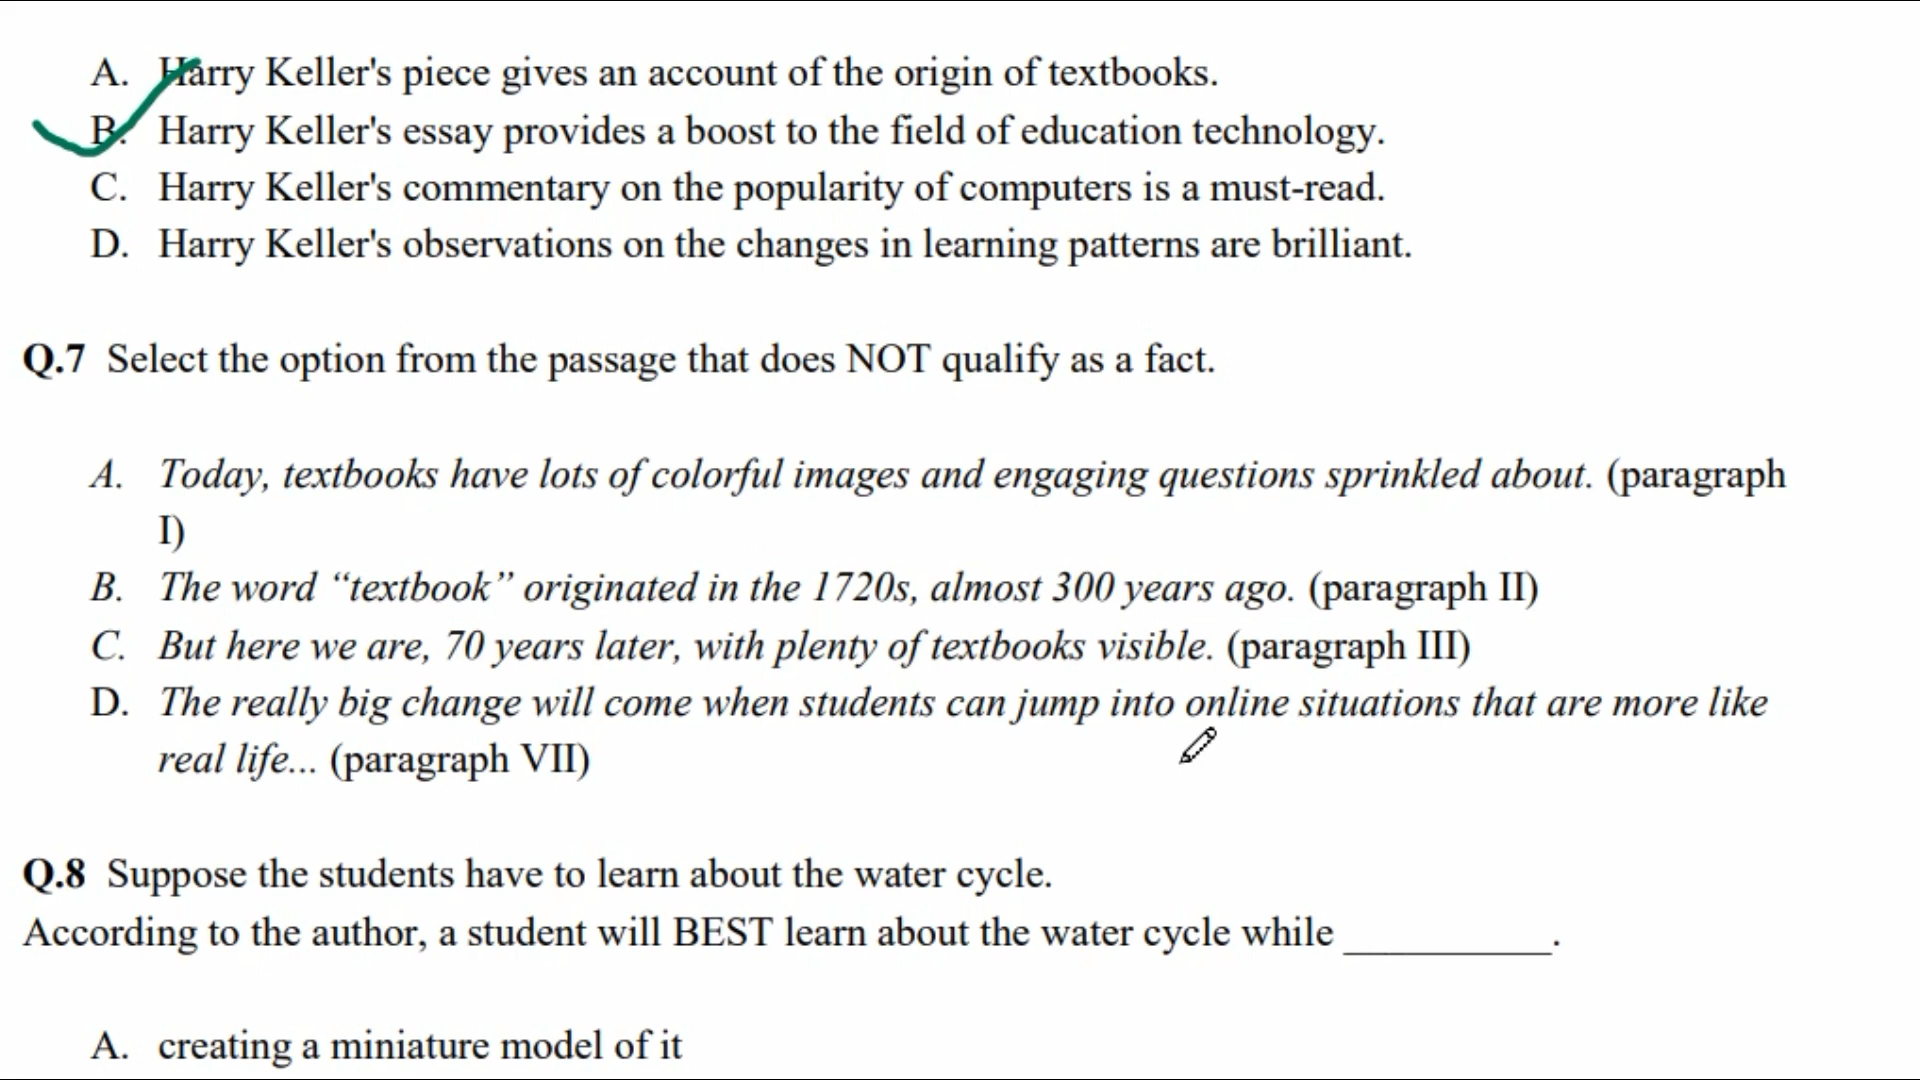 A. Harry Keller's piece gives an account of the origin of textbooks.
B. Harry Keller's essay provides a boost to the field of education technology.
C. Harry Keller's commentary on the popularity of computers is a must-read.
D. Harry Keller's observations on the changes in learning patterns are brilliant.
Q.7 Select the option from the passage that does NOT qualify as a fact.
A. Today, textbooks have lots of colorful images and engaging questions sprinkled about. (paragraph
I)
B. The word “textbook” originated in the 1720s, almost 300 years ago. (paragraph II)
C. But here we are, 70 years later, with plenty of textbooks visible. (paragraph III)
D. The really big change will come when students can jump into online situations that are more like
real life... (paragraph VII)
Q.8 Suppose the students have to learn about the water cycle.
According to the author, a student will BEST learn about the water cycle while __________.
A. creating a miniature model of it